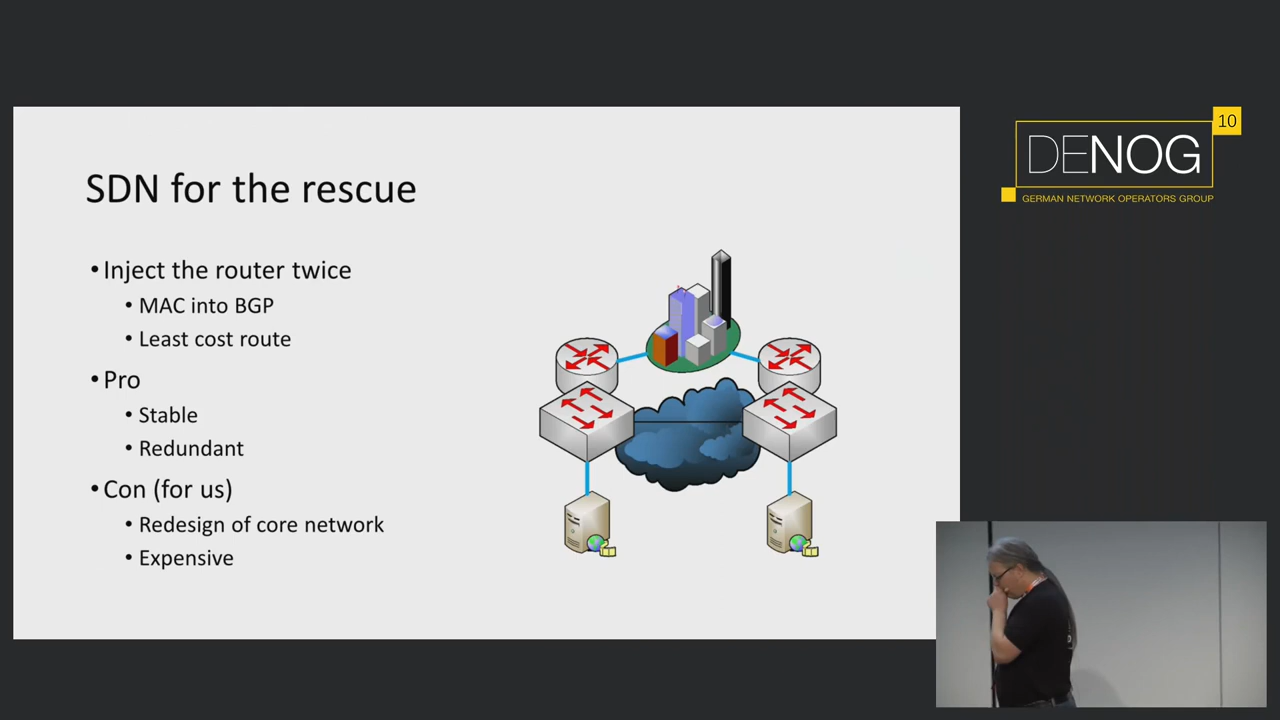 SDN for the rescue
• Inject the router twice
• MAC into BGP
• Least cost route
• Pro
• Stable
• Redundant
• Con (for us)
• Redesign of core network
• Expensive
10
DENOG
GERMAN NETWORK OPERATORS GROUP